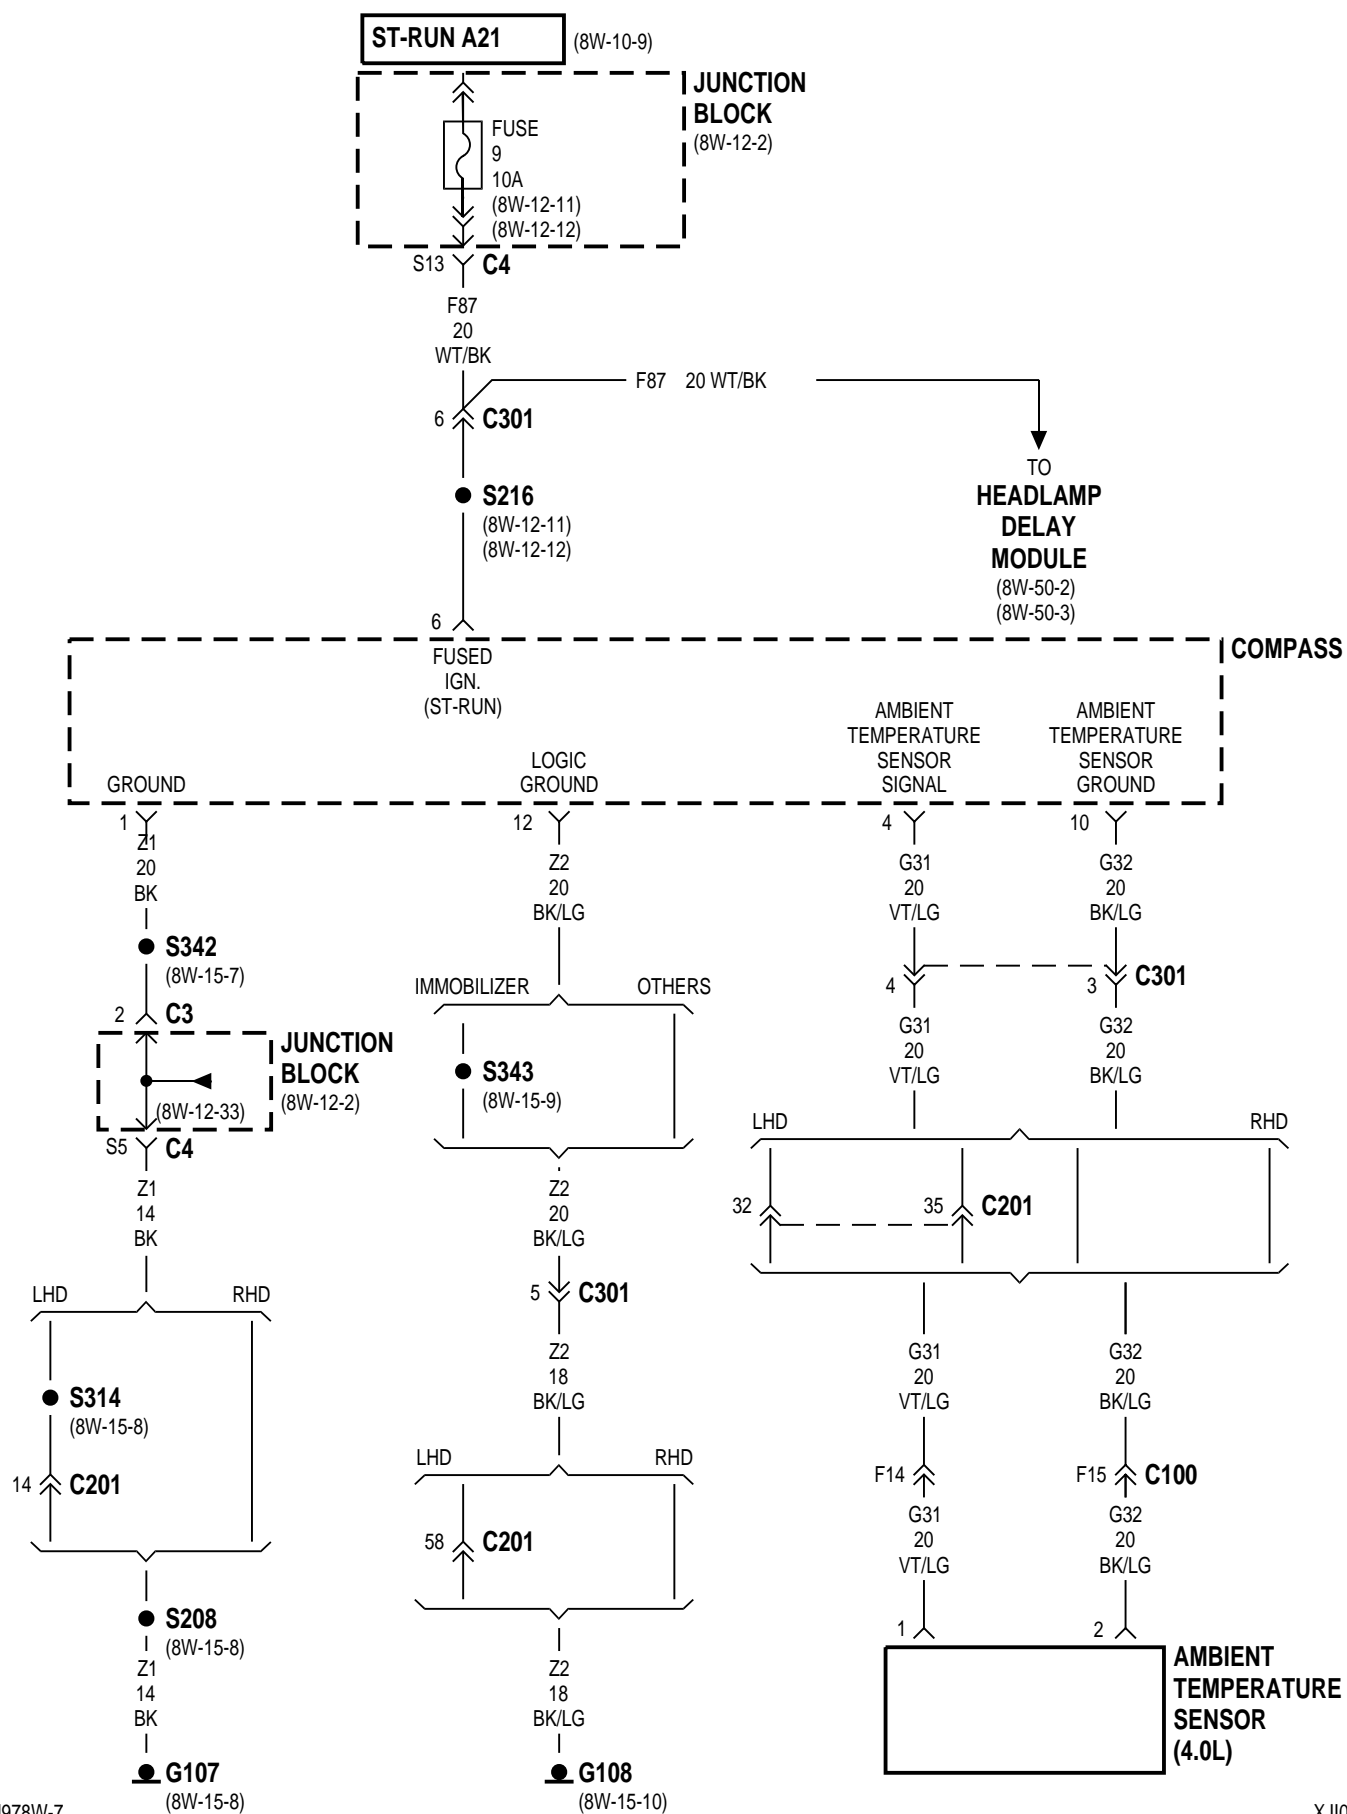 ST-RUN A21 (8W-10-9)
JUNCTION
BLOCK
(8W-12-2)
FUSE
9
10A
(8W-12-11)
(8W-12-12)
S13 C4
F87
20
WT/BK
F87 20 WT/BK
6 C301
TO
HEADLAMP
DELAY
MODULE
(8W-50-2)
(8W-50-3)
S216
(8W-12-11)
(8W-12-12)
6
COMPASS
FUSED
IGN.
(ST-RUN)
GROUND
LOGIC
GROUND
AMBIENT
TEMPERATURE
SENSOR
SIGNAL
AMBIENT
TEMPERATURE
SENSOR
GROUND
1
Z1
20
BK
S342
(8W-15-7)
2 C3
JUNCTION
BLOCK
(8W-12-2)
(8W-12-33)
S5 C4
Z1
14
BK
LHD RHD
S314
(8W-15-8)
14 C201
S208
(8W-15-8)
Z1
14
BK
G107
(8W-15-8)
12
Z2
20
BK/LG
IMMOBILIZER OTHERS
S343
(8W-15-9)
Z2
20
BK/LG
5 C301
Z2
18
BK/LG
LHD RHD
58 C201
Z2
18
BK/LG
G108
(8W-15-10)
4 10
G31 G32
20 20
VT/LG BK/LG
4 3 C301
G31 G32
20 20
VT/LG BK/LG
LHD RHD
32 35 C201
G31 G32
20 20
VT/LG BK/LG
F14 F15 C100
G31 G32
20 20
VT/LG BK/LG
1 2
AMBIENT
TEMPERATURE
SENSOR
(4.0L)